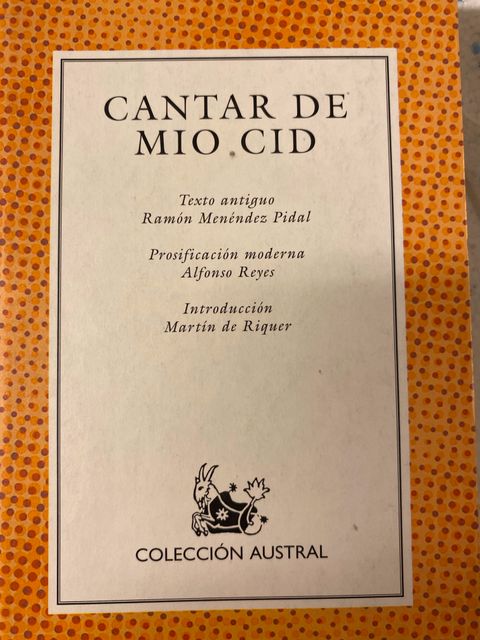 CANTAR DE
MIO CID
Texto antiguo
Ramón Menéndez Pidal
Prosificación moderna
Alfonso Reyes
Introducción
Martín de Riquer
COLECCIÓN AUSTRAL